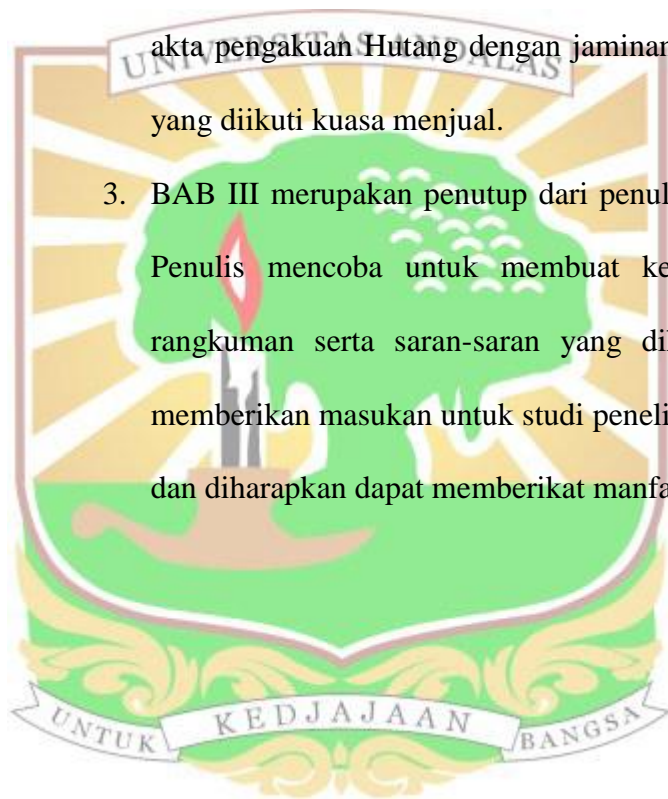 UNIVERSITAS ANDALAS
akta pengakuan Hutang dengan jaminan
yang diikuti kuasa menjual.
3. BAB III merupakan penutup dari penul
Penulis mencoba untuk membuat ke
rangkuman serta saran-saran yang di
memberikan masukan untuk studi peneli
dan diharapkan dapat memberikat manfa
UNTUK KEDJAJAAN BANGSA